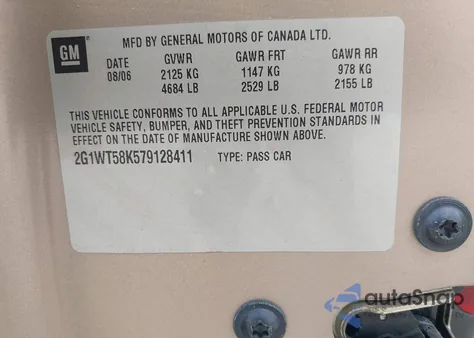 GM
MFD BY GENERAL MOTORS OF CANADA LTD.
DATE GVWR GAWR FRT GAWR RR
08/06 2125 KG 1147 KG 978 KG
4684 LB 2529 LB 2155 LB
THIS VEHICLE CONFORMS TO ALL APPLICABLE U.S. FEDERAL MOTOR
VEHICLE SAFETY, BUMPER, AND THEFT PREVENTION STANDARDS IN
EFFECT ON THE DATE OF MANUFACTURE SHOWN ABOVE.
2G1WT58K579128411 TYPE: PASS CAR
autoSnap